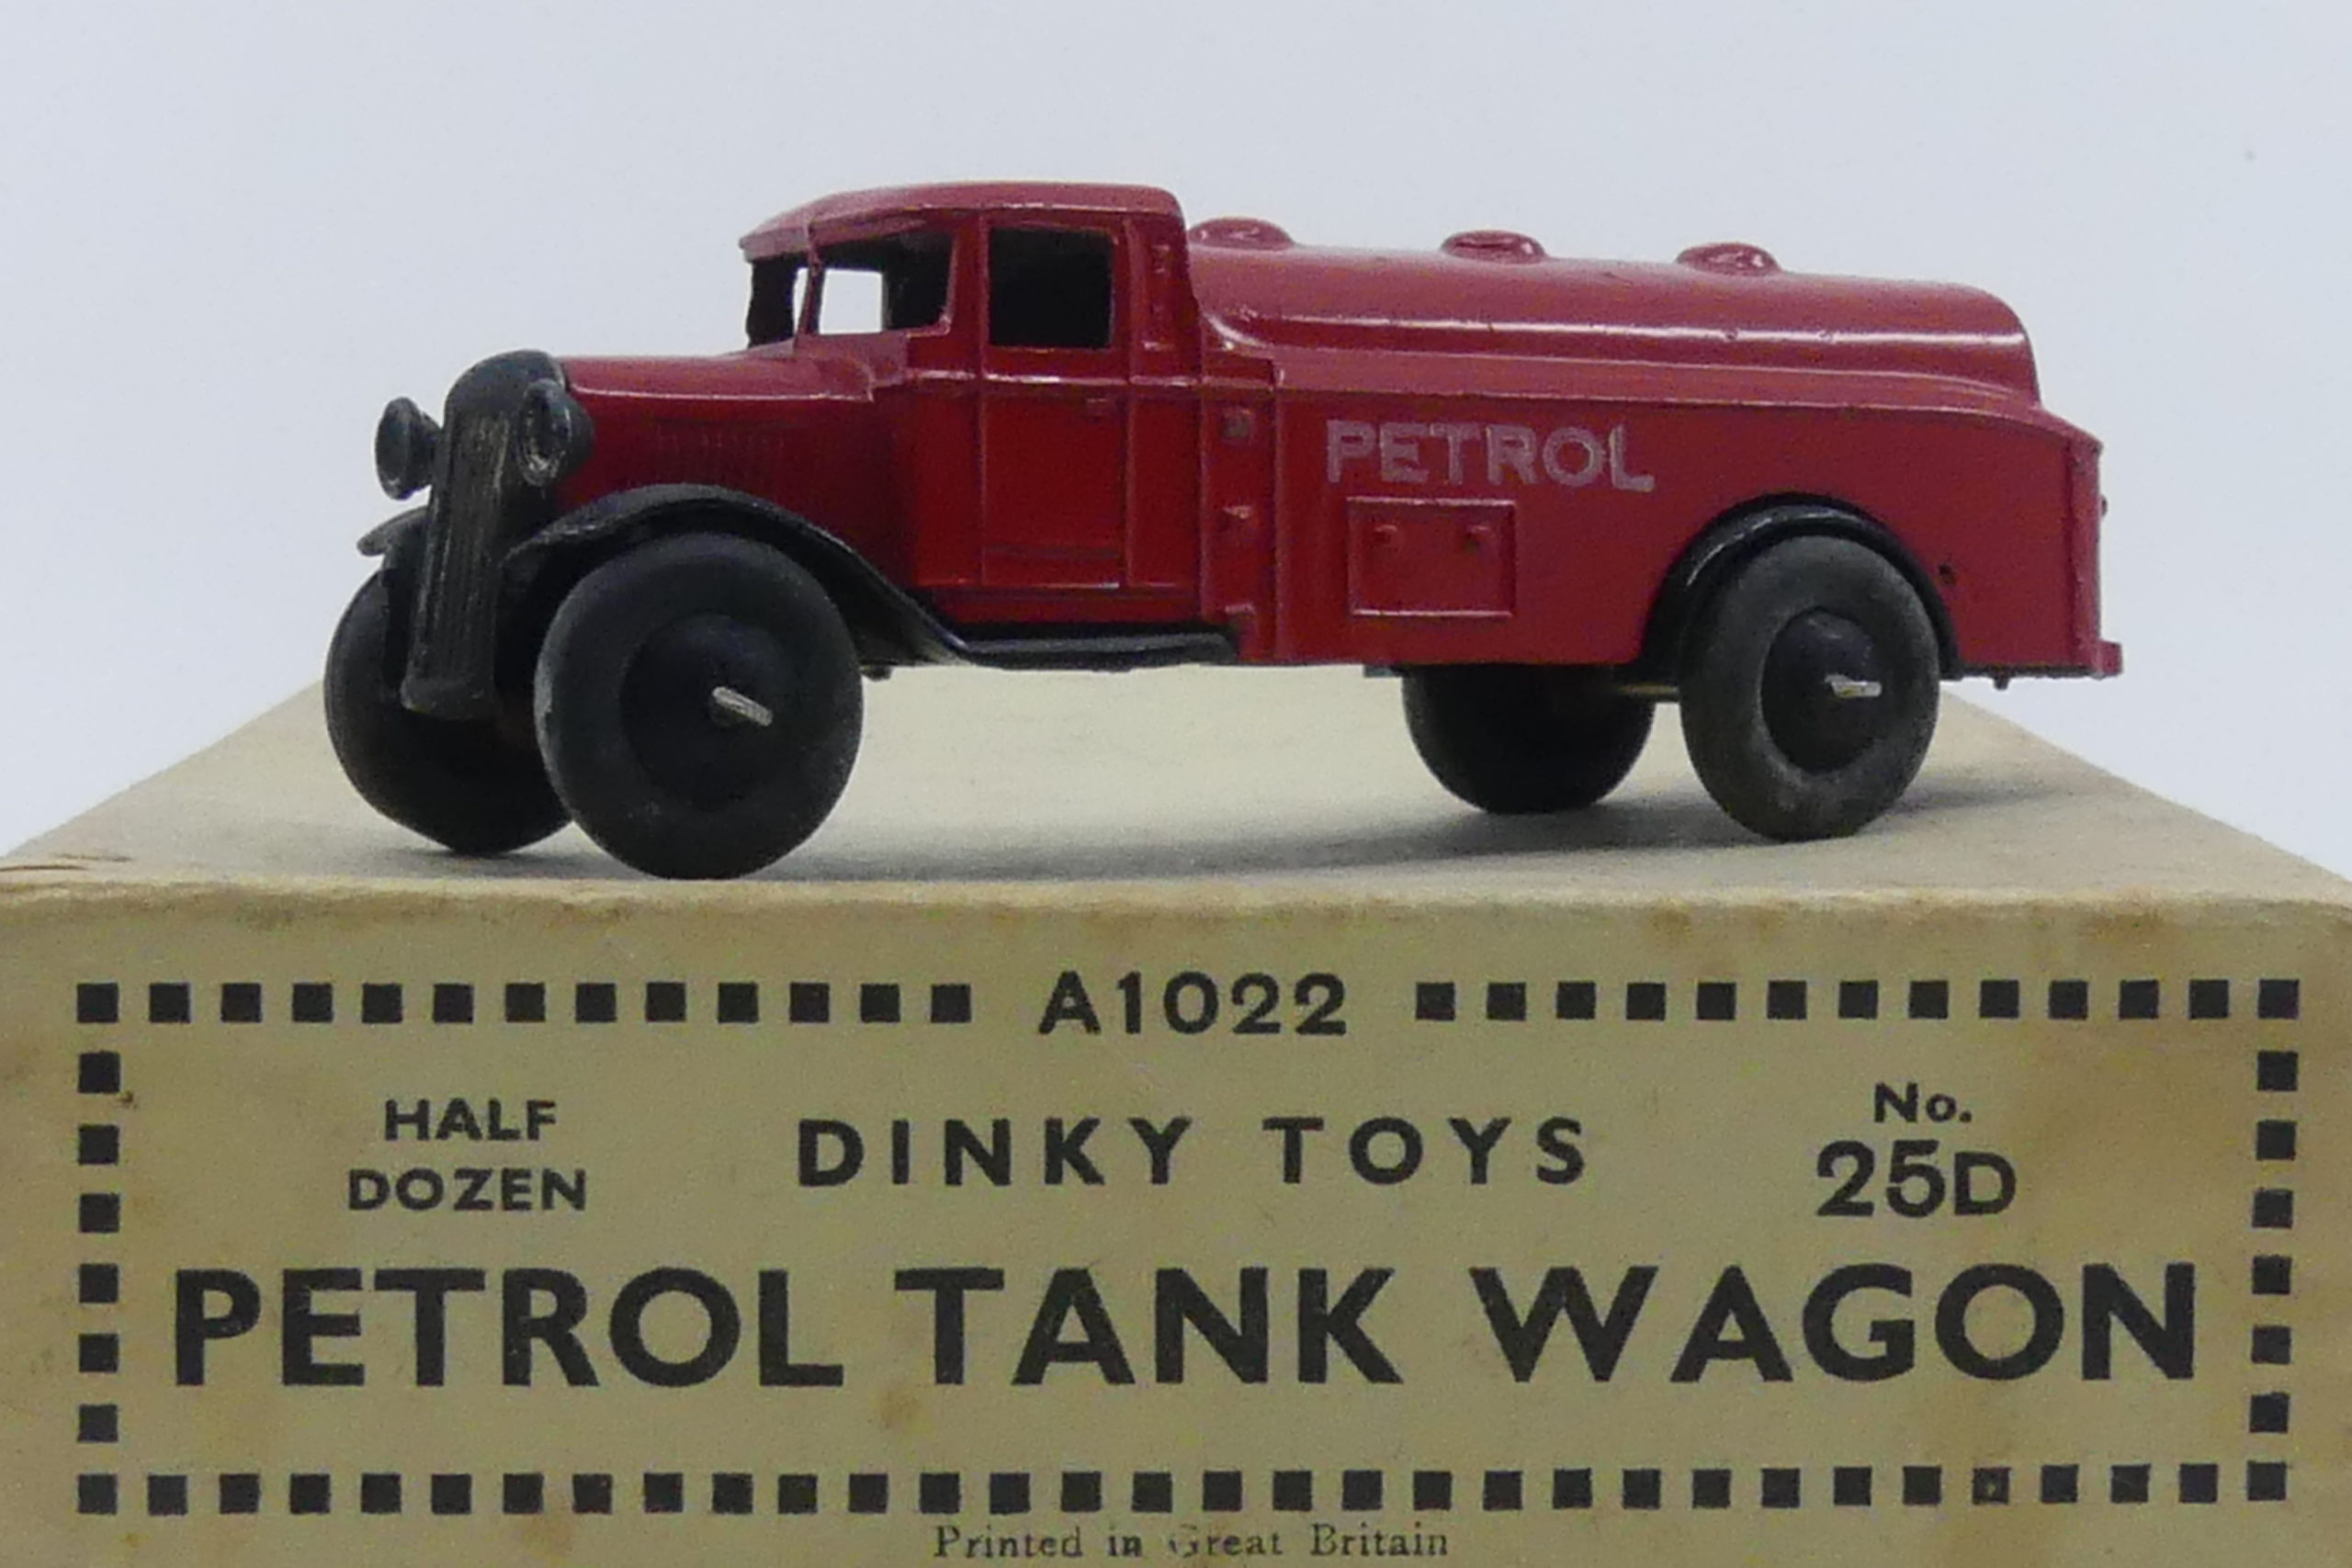 PETROL
A1022
HALF
DOZEN
DINKY TOYS
No.
25D
PETROL TANK WAGON
Printed in Great Britain